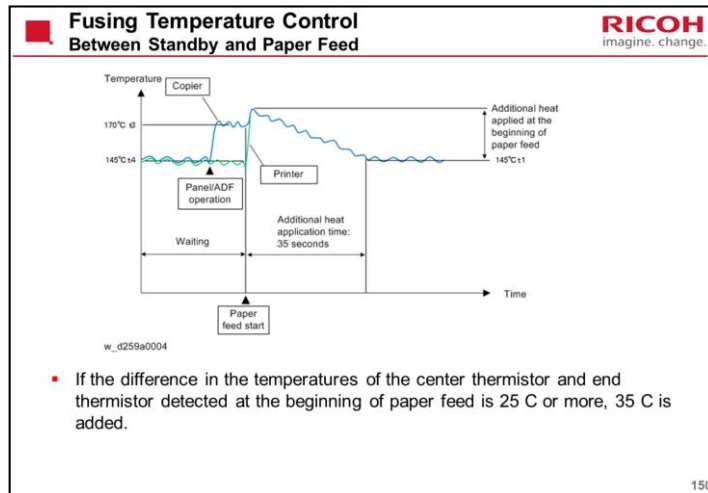 Fusing Temperature Control
Between Standby and Paper Feed
RICOH
imagine. change.
Temperature
Copier
170°C t3
145°C t4
Additional heat
applied at the
beginning of
paper feed
145°C t1
Printer
Panel/ADF
operation
Additional heat
application time:
35 seconds
Waiting
Time
Paper
feed start
w_d259a0004
▪ If the difference in the temperatures of the center thermistor and end
thermistor detected at the beginning of paper feed is 25 C or more, 35 C is
added.
150